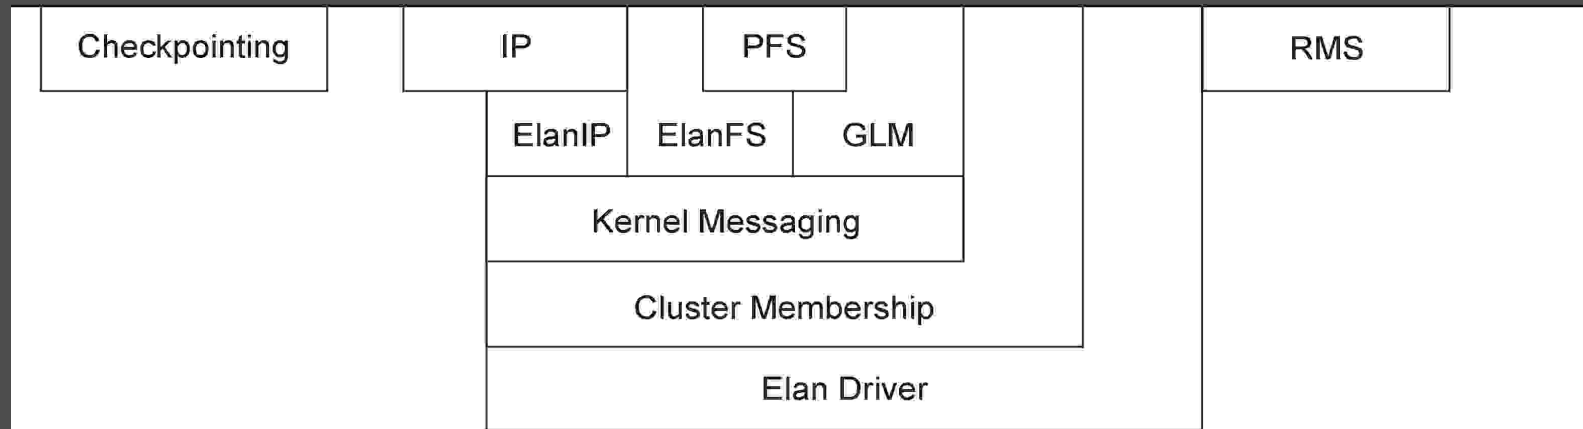 Checkpointing IP PFS RMS
ElanIP ElanFS GLM
Kernel Messaging
Cluster Membership
Elan Driver